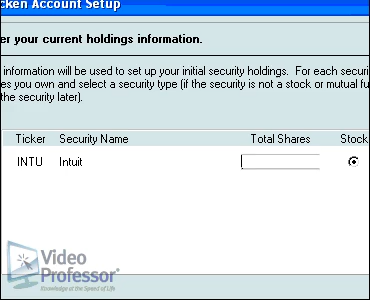 cken Account Setup
er your current holdings information.
information will be used to set up your initial security holdings. For each securi
es you own and select a security type (if the security is not a stock or mutual fu
the security later).
Ticker Security Name Total Shares Stock
INTU Intuit
Video
Professor®
Knowledge at the Speed of Life